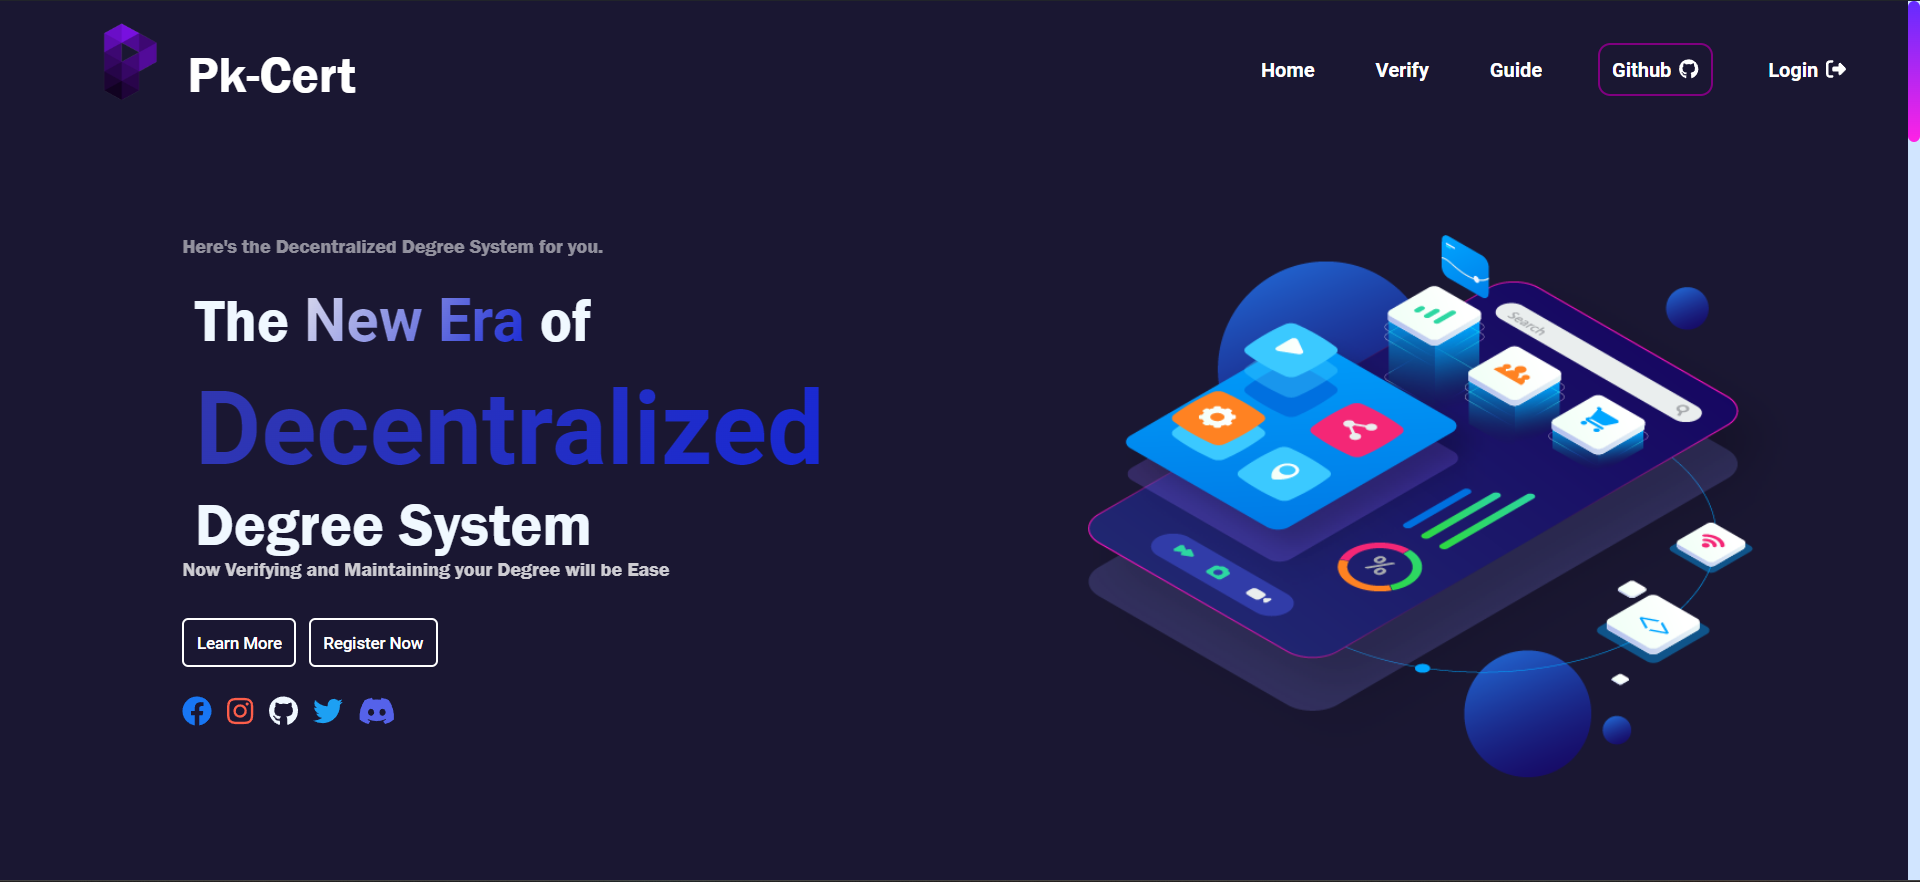 Pk-Cert
Home Verify Guide Github Login
Here's the Decentralized Degree System for you.
The New Era of
Decentralized
Degree System
Now Verifying and Maintaining your Degree will be Ease
Learn More Register Now
Search
%